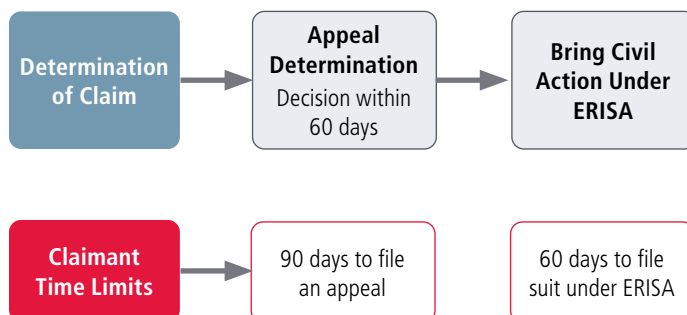 Determination
of Claim
Appeal
Determination
Decision within
60 days
Bring Civil
Action Under
ERISA
Claimant
Time Limits
90 days to file
an appeal
60 days to file
suit under ERISA